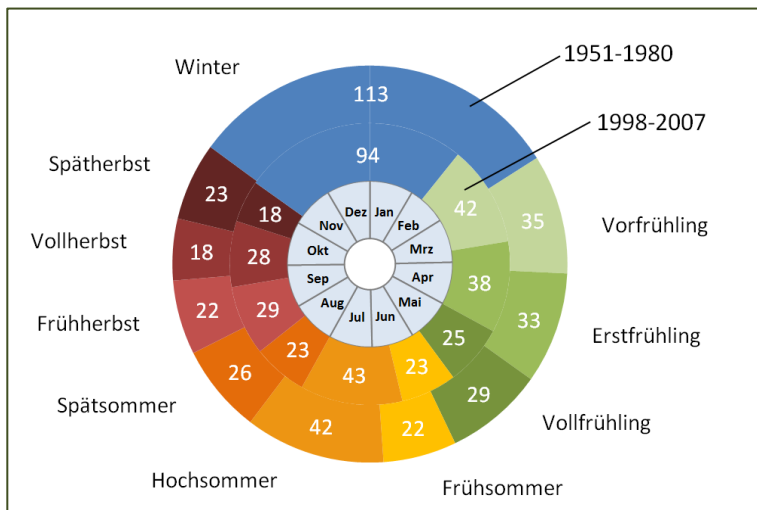 1951-1980
Winter
113
1998-2007
94
Spätherbst
23
18
42
35
Vorfrühling
Dez
Jan
Nov
Feb
Vollherbst
18
28
Okt
Mrz
Sep
Apr
38
Frühherbst
22
29
Aug
Mai
33
Erstfrühling
Jul
Jun
25
23
43
23
Spätsommer
26
29
Vollfrühling
42
22
Hochsommer
Frühsommer